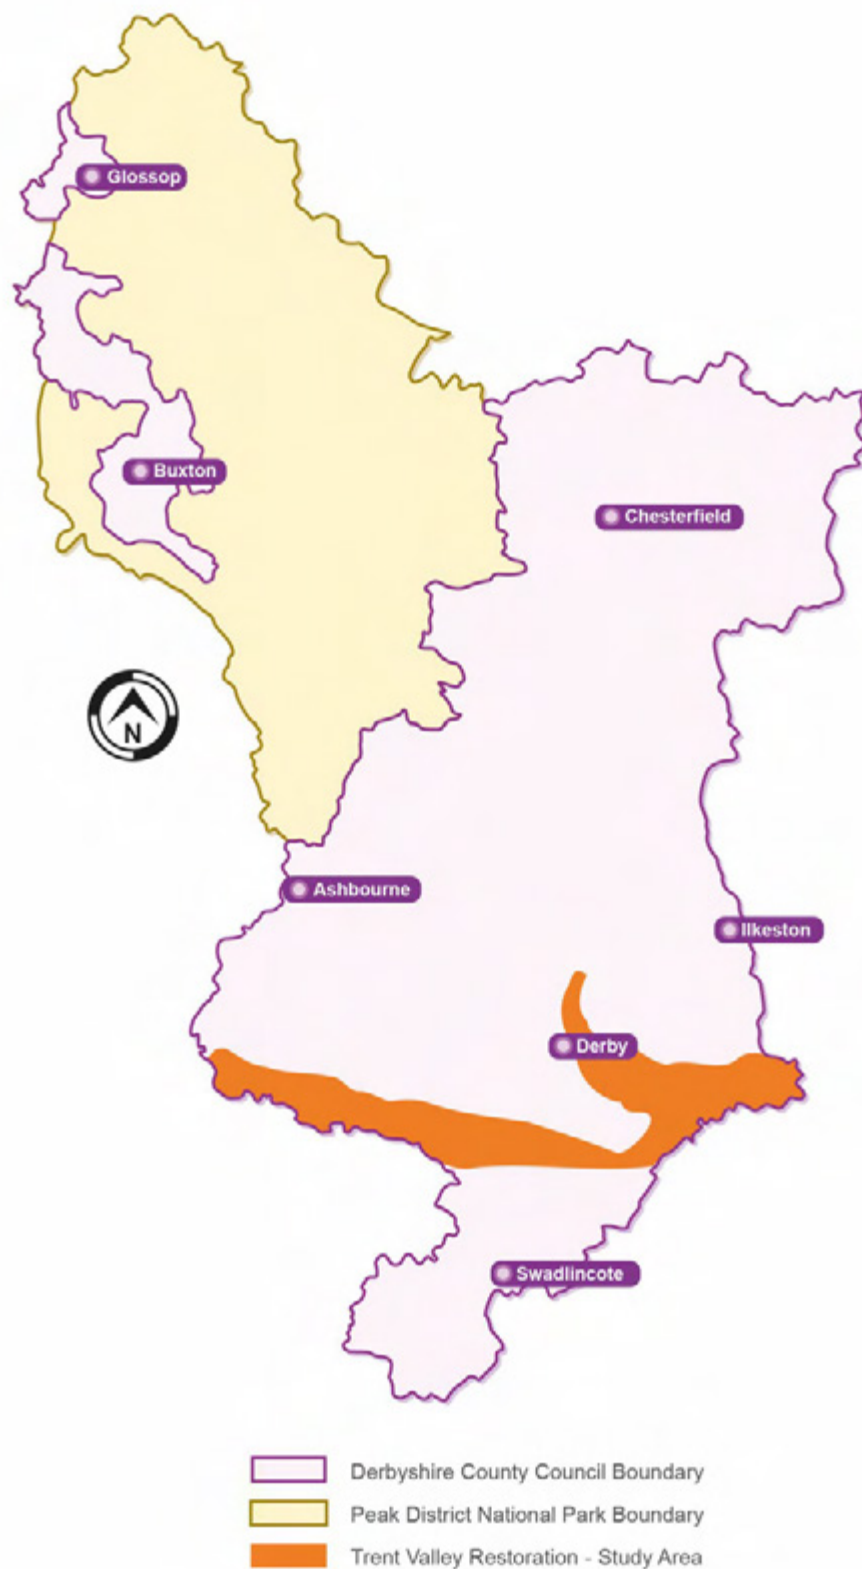 Glossop
Buxton
Chesterfield
N
Ashbourne
Ilkeston
Derby
Swadlincote
Derbyshire County Council Boundary
Peak District National Park Boundary
Trent Valley Restoration - Study Area